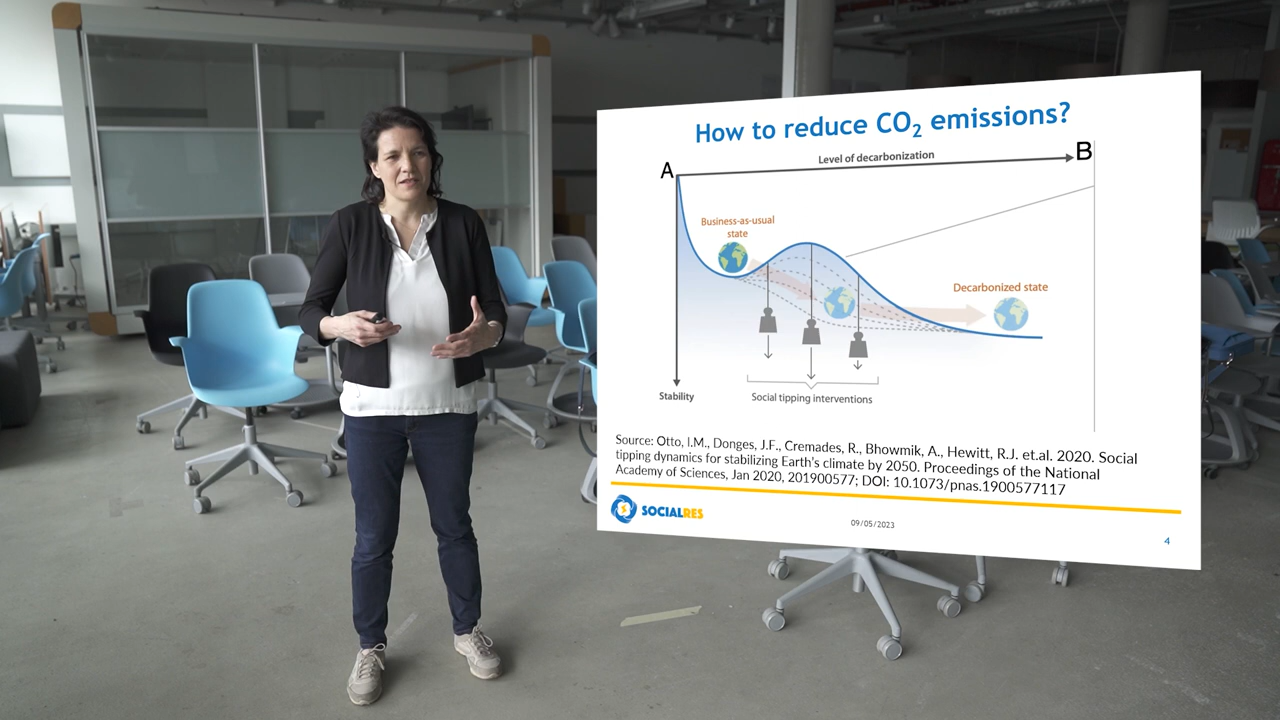 How to reduce CO₂ emissions?
A
Level of decarbonization
B
Business-as-usual
state
Decarbonized state
Stability
Social tipping interventions
Source: Otto, I.M., Donges, J.F., Cremades, R., Bhowmik, A., Hewitt, R.J. et.al. 2020. Social
tipping dynamics for stabilizing Earth's climate by 2050. Proceedings of the National
Academy of Sciences, Jan 2020, 201900577; DOI: 10.1073/pnas.1900577117
SOCIALRES
09/05/2023
4